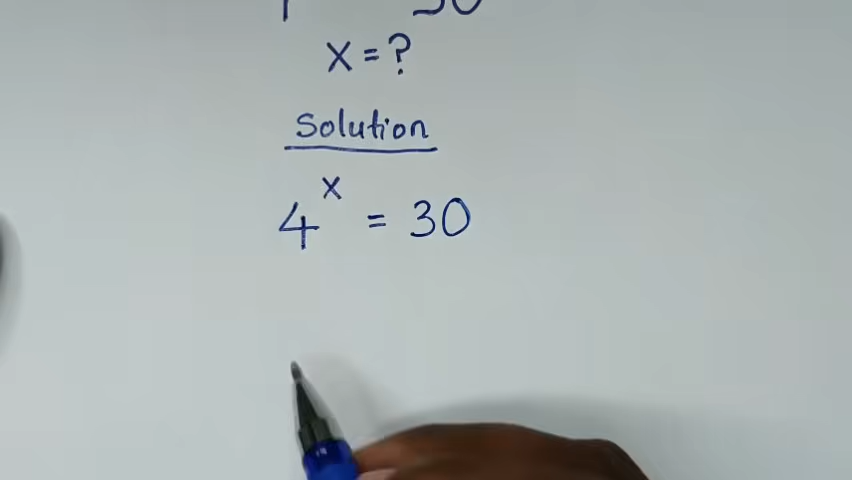 x = ?
Solution
4^x = 30